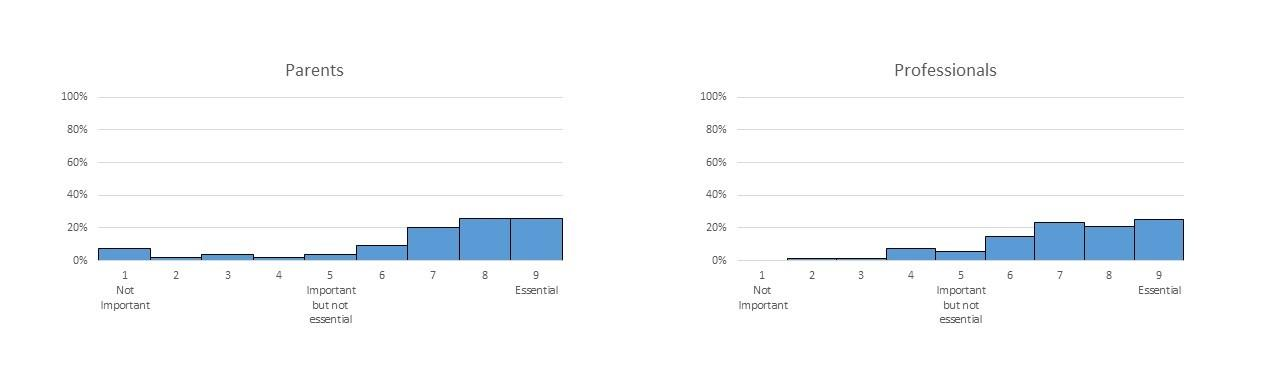 Parents
100%
80%
60%
40%
20%
0%
1 2 3 4 5 6 7 8 9
Not Important Essential
Important but not
essential
Professionals
100%
80%
60%
40%
20%
0%
1 2 3 4 5 6 7 8 9
Not Important Essential
Important but not
essential